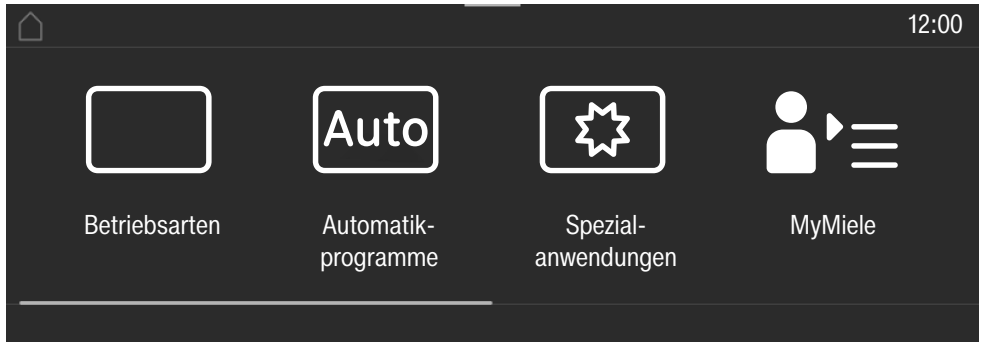 12:00
Auto
Betriebsarten
Automatik-
programme
Spezial-
anwendungen
MyMiele